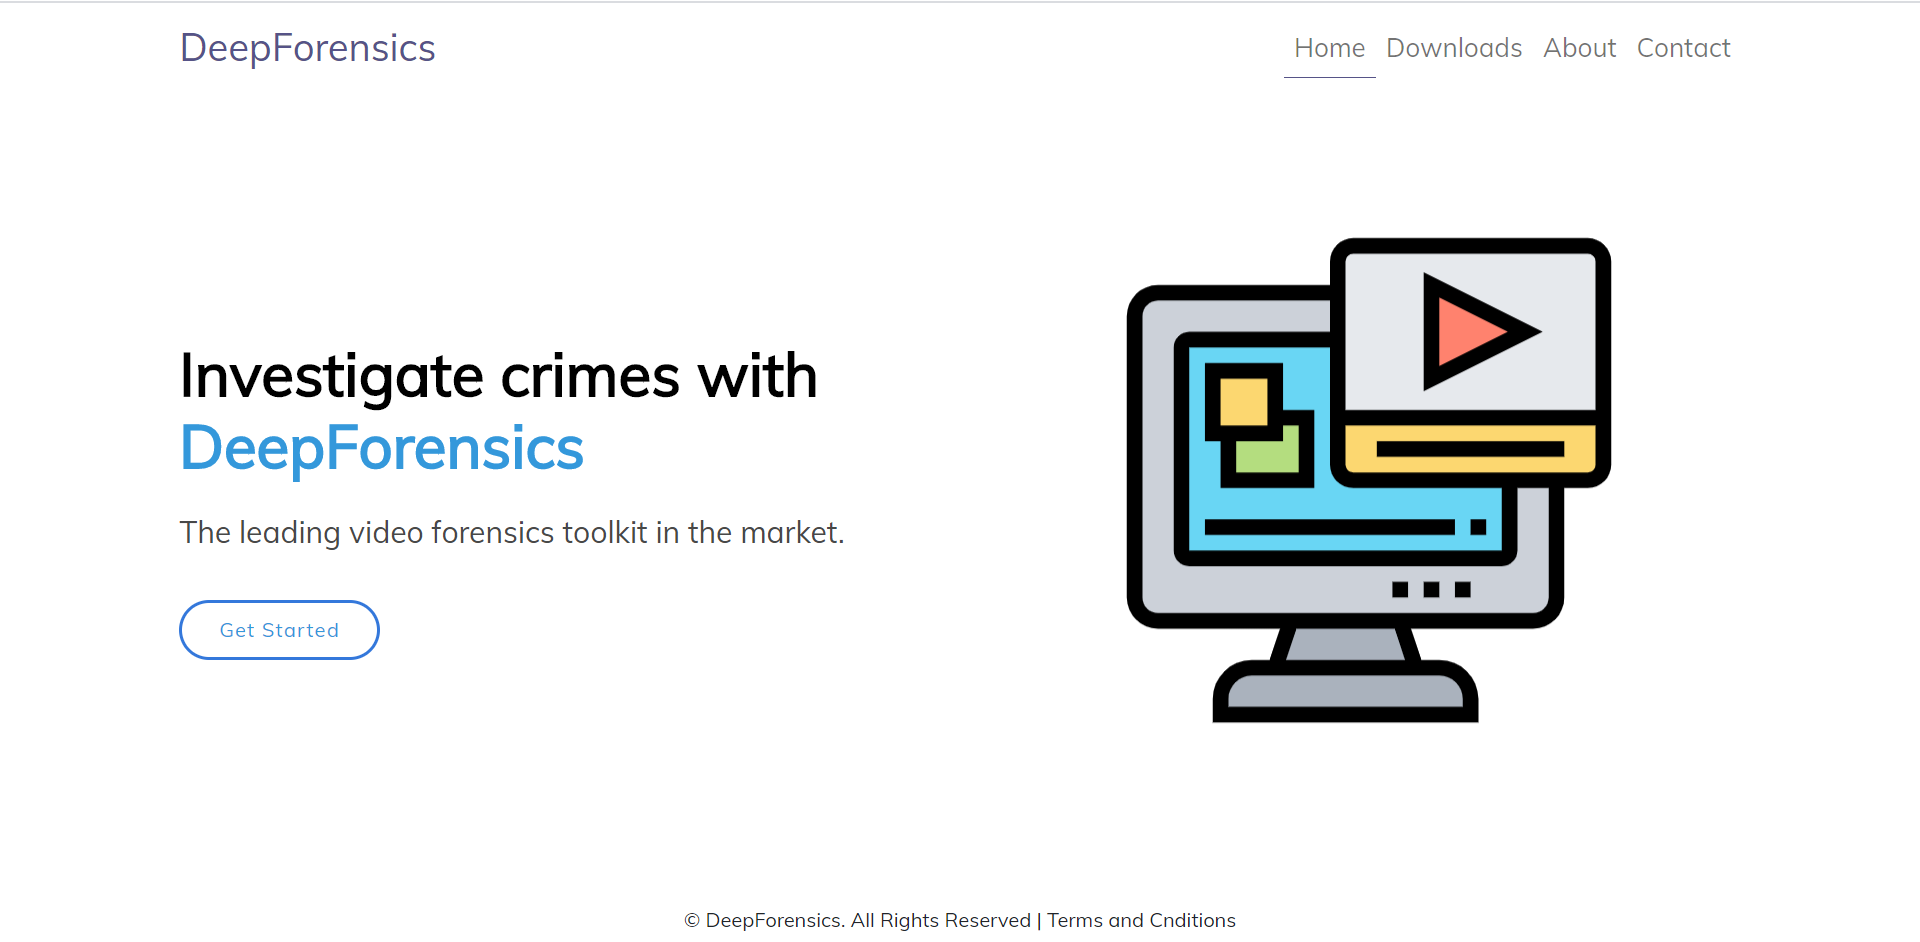 DeepForensics
Home Downloads About Contact
Investigate crimes with
DeepForensics
The leading video forensics toolkit in the market.
Get Started
© DeepForensics. All Rights Reserved | Terms and Cnditions